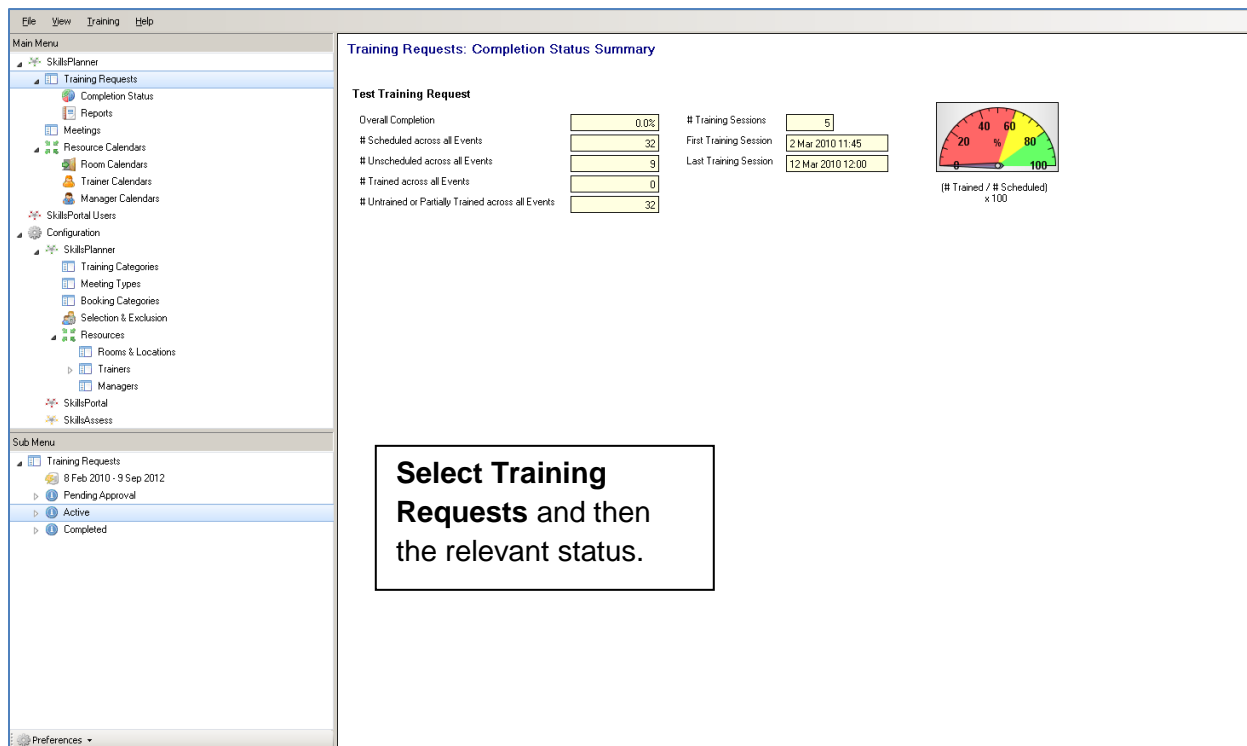 File View Training Help
Main Menu
SkillsPlanner
Training Requests
Completion Status
Reports
Meetings
Resource Calendars
Room Calendars
Trainer Calendars
Manager Calendars
SkillsPortal Users
Configuration
SkillsPlanner
Training Categories
Meeting Types
Booking Categories
Selection & Exclusion
Resources
Rooms & Locations
Trainers
Managers
SkillsPortal
SkillsAssess
Sub Menu
Training Requests
8 Feb 2010 - 9 Sep 2012
Pending Approval
Active
Completed
Preferences
Training Requests: Completion Status Summary
Test Training Request
Overall Completion 0.0%
# Scheduled across all Events 32
# Unscheduled across all Events 9
# Trained across all Events 0
# Untrained or Partially Trained across all Events 32
# Training Sessions 5
First Training Session 2 Mar 2010 11:45
Last Training Session 12 Mar 2010 12:00
40 60
20 % 80
0 100
(# Trained / # Scheduled)
x 100
Select Training
Requests and then
the relevant status.